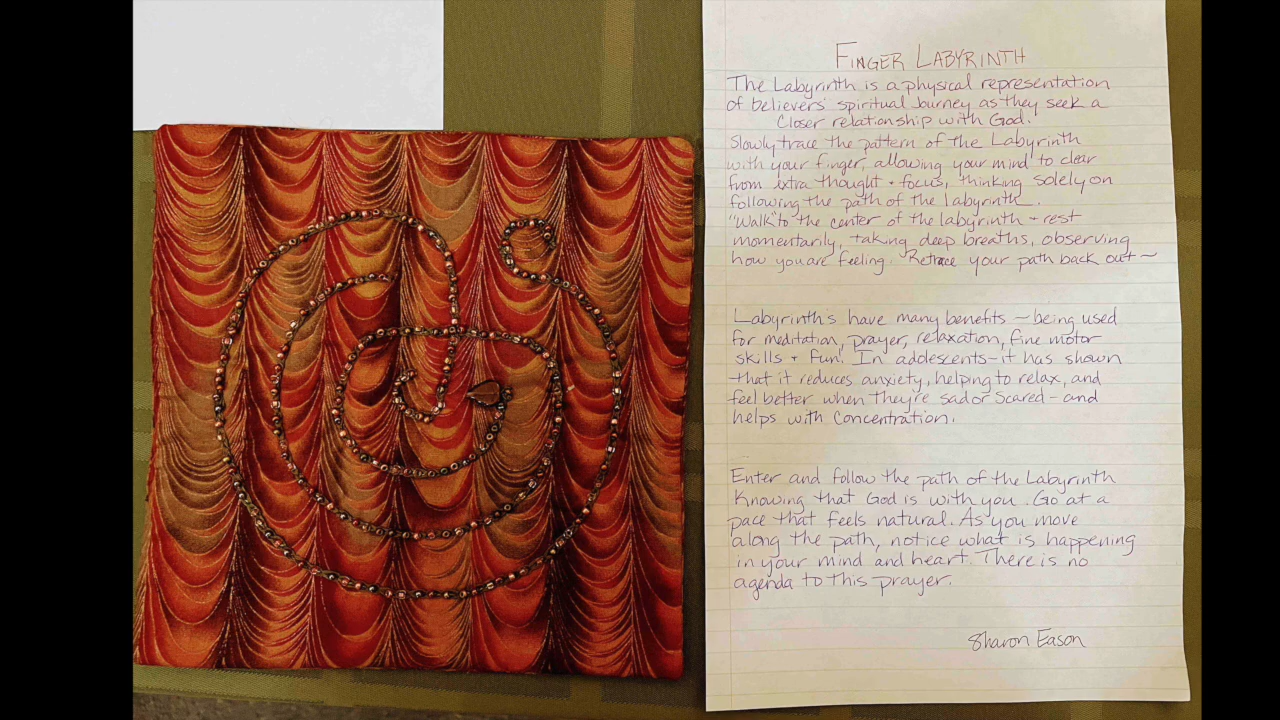 FINGER LABYRINTH
The Labyrinth is a physical representation
of believers' spiritual Journey as they seek a
Closer relationship with God.
Slowly trace the pattern of the Labyrinth
with your finger, allowing your mind to clear
from extra thought + focus, thinking solely on
following the path of the labyrinth.
"Walk" to the center of the labyrinth + rest
momentarily, taking deep breaths, observing
how you are feeling. Retrace your path back out ~
Labyrinth's have many benefits ~ being used
for meditation, prayer, relaxation, fine motor
skills + fun! In adolescents - it has shown
that it reduces anxiety, helping to relax, and
feel better when they're sad or scared - and
helps with concentration.
Enter and follow the path of the Labyrinth
Knowing that God is with you. Go at a
pace that feels natural. As you move
along the path, notice what is happening
in your mind and heart. There is no
agenda to this prayer.
Sharon Eason